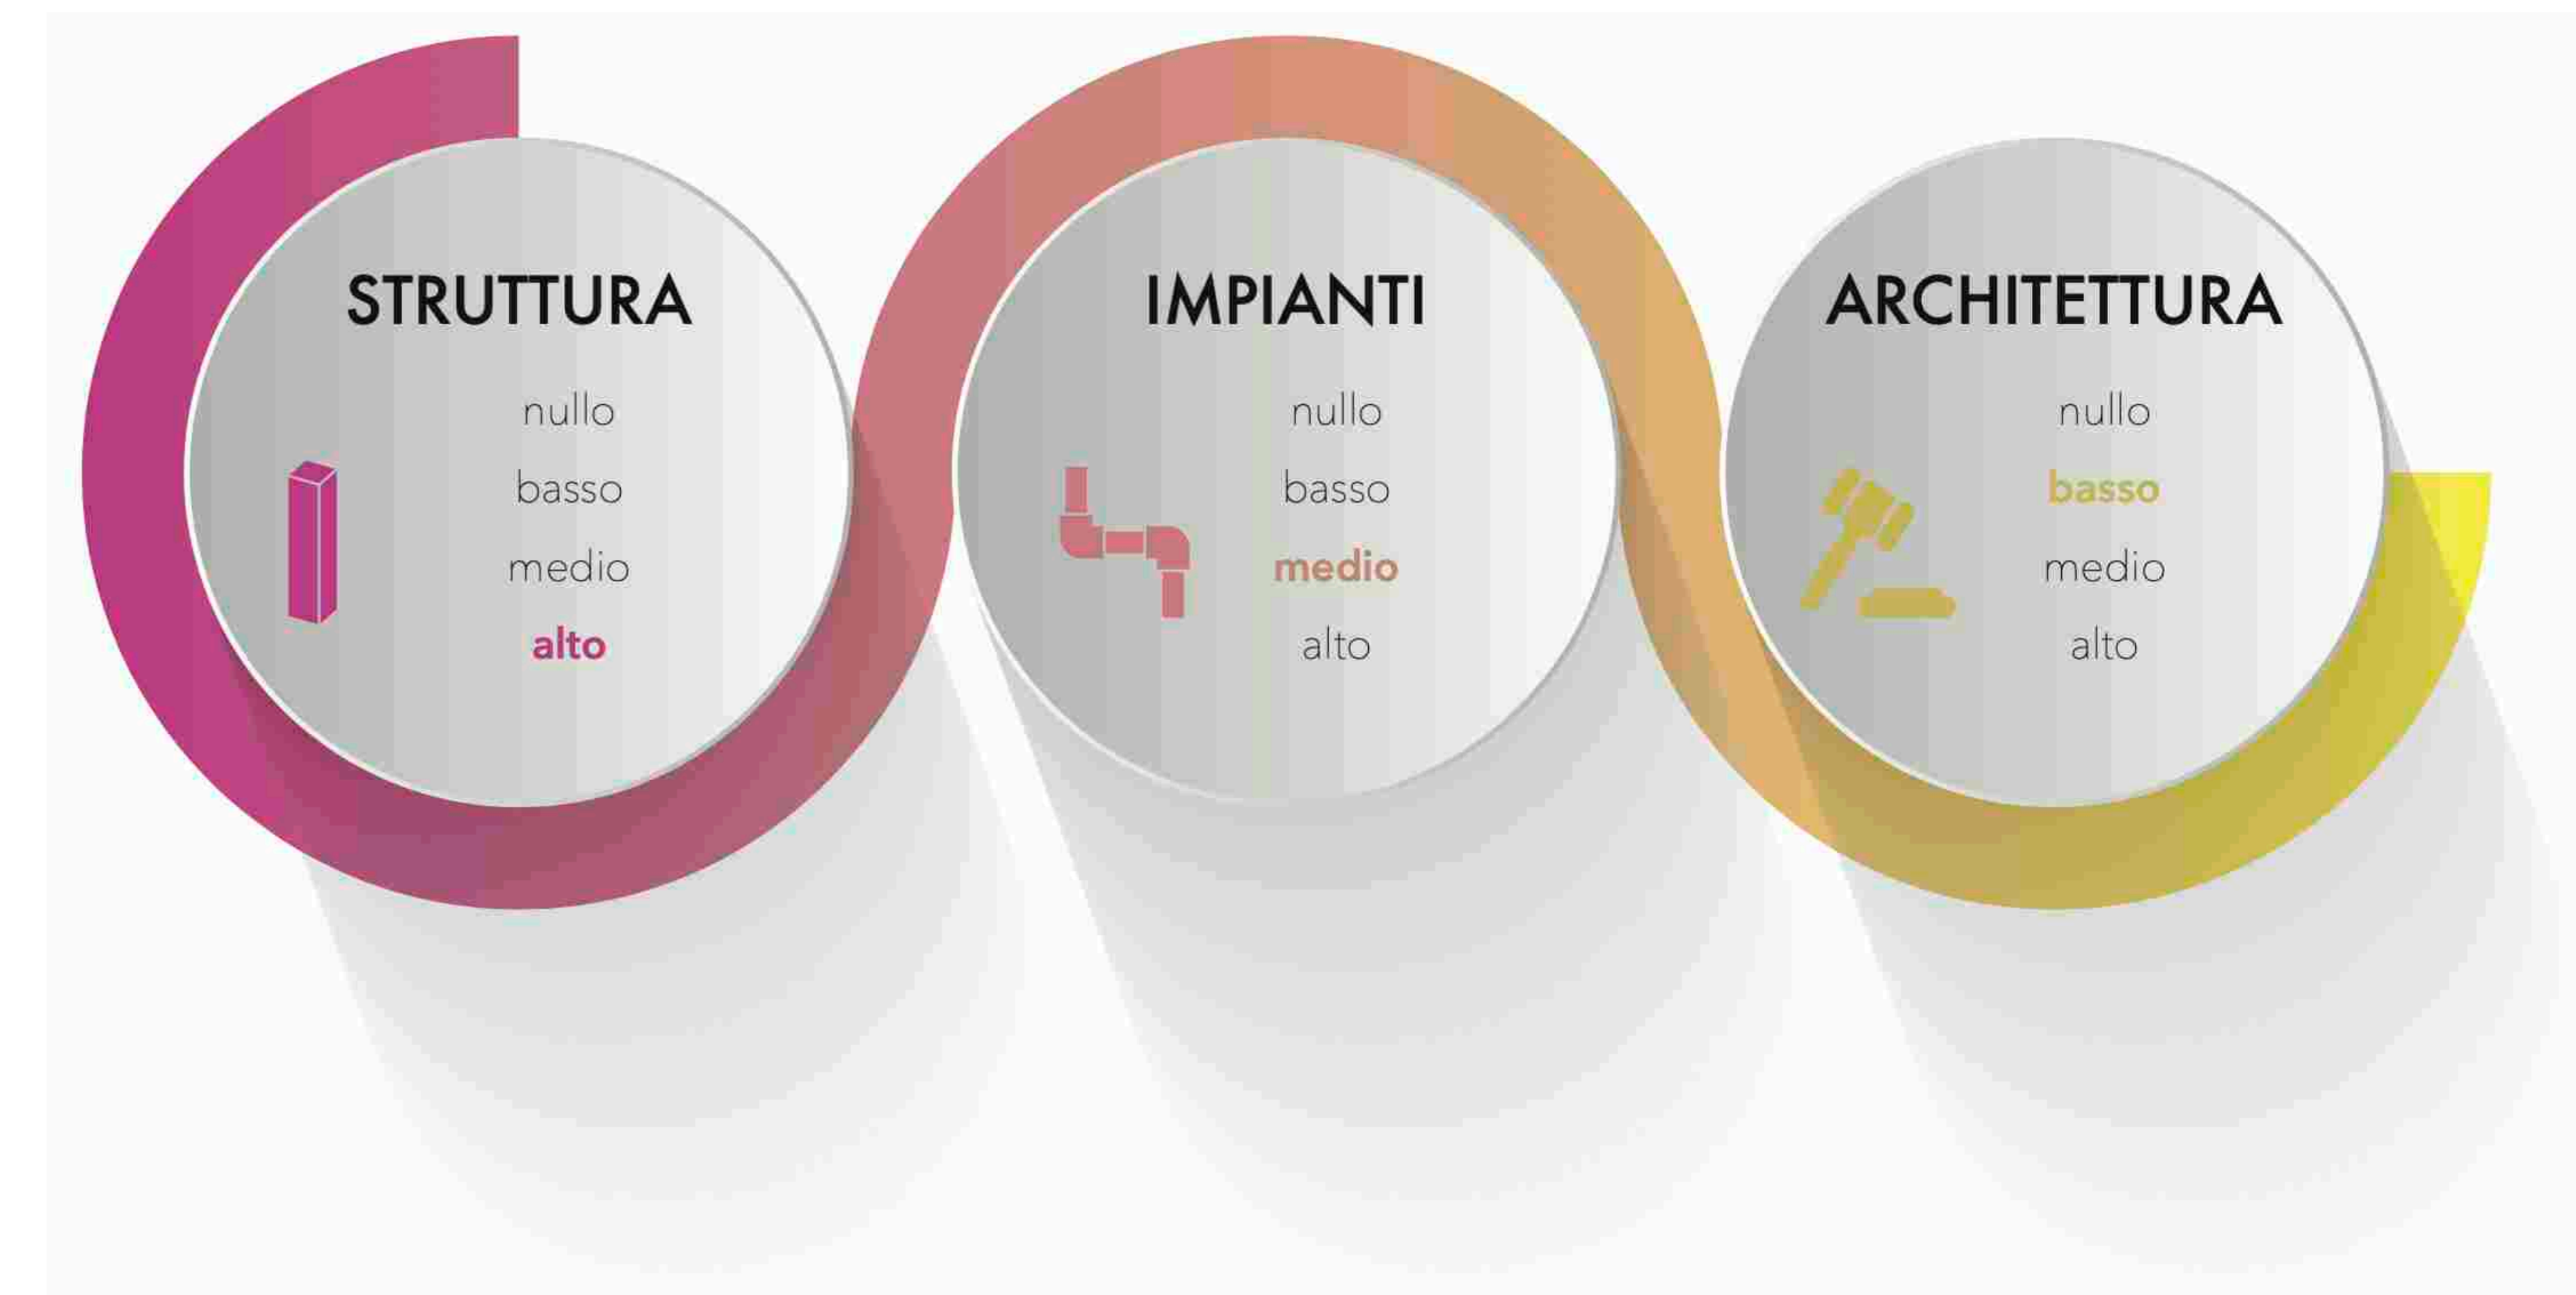 STRUTTURA
nullo
basso
medio
alto
IMPIANTI
nullo
basso
medio
alto
ARCHITETTURA
nullo
basso
medio
alto